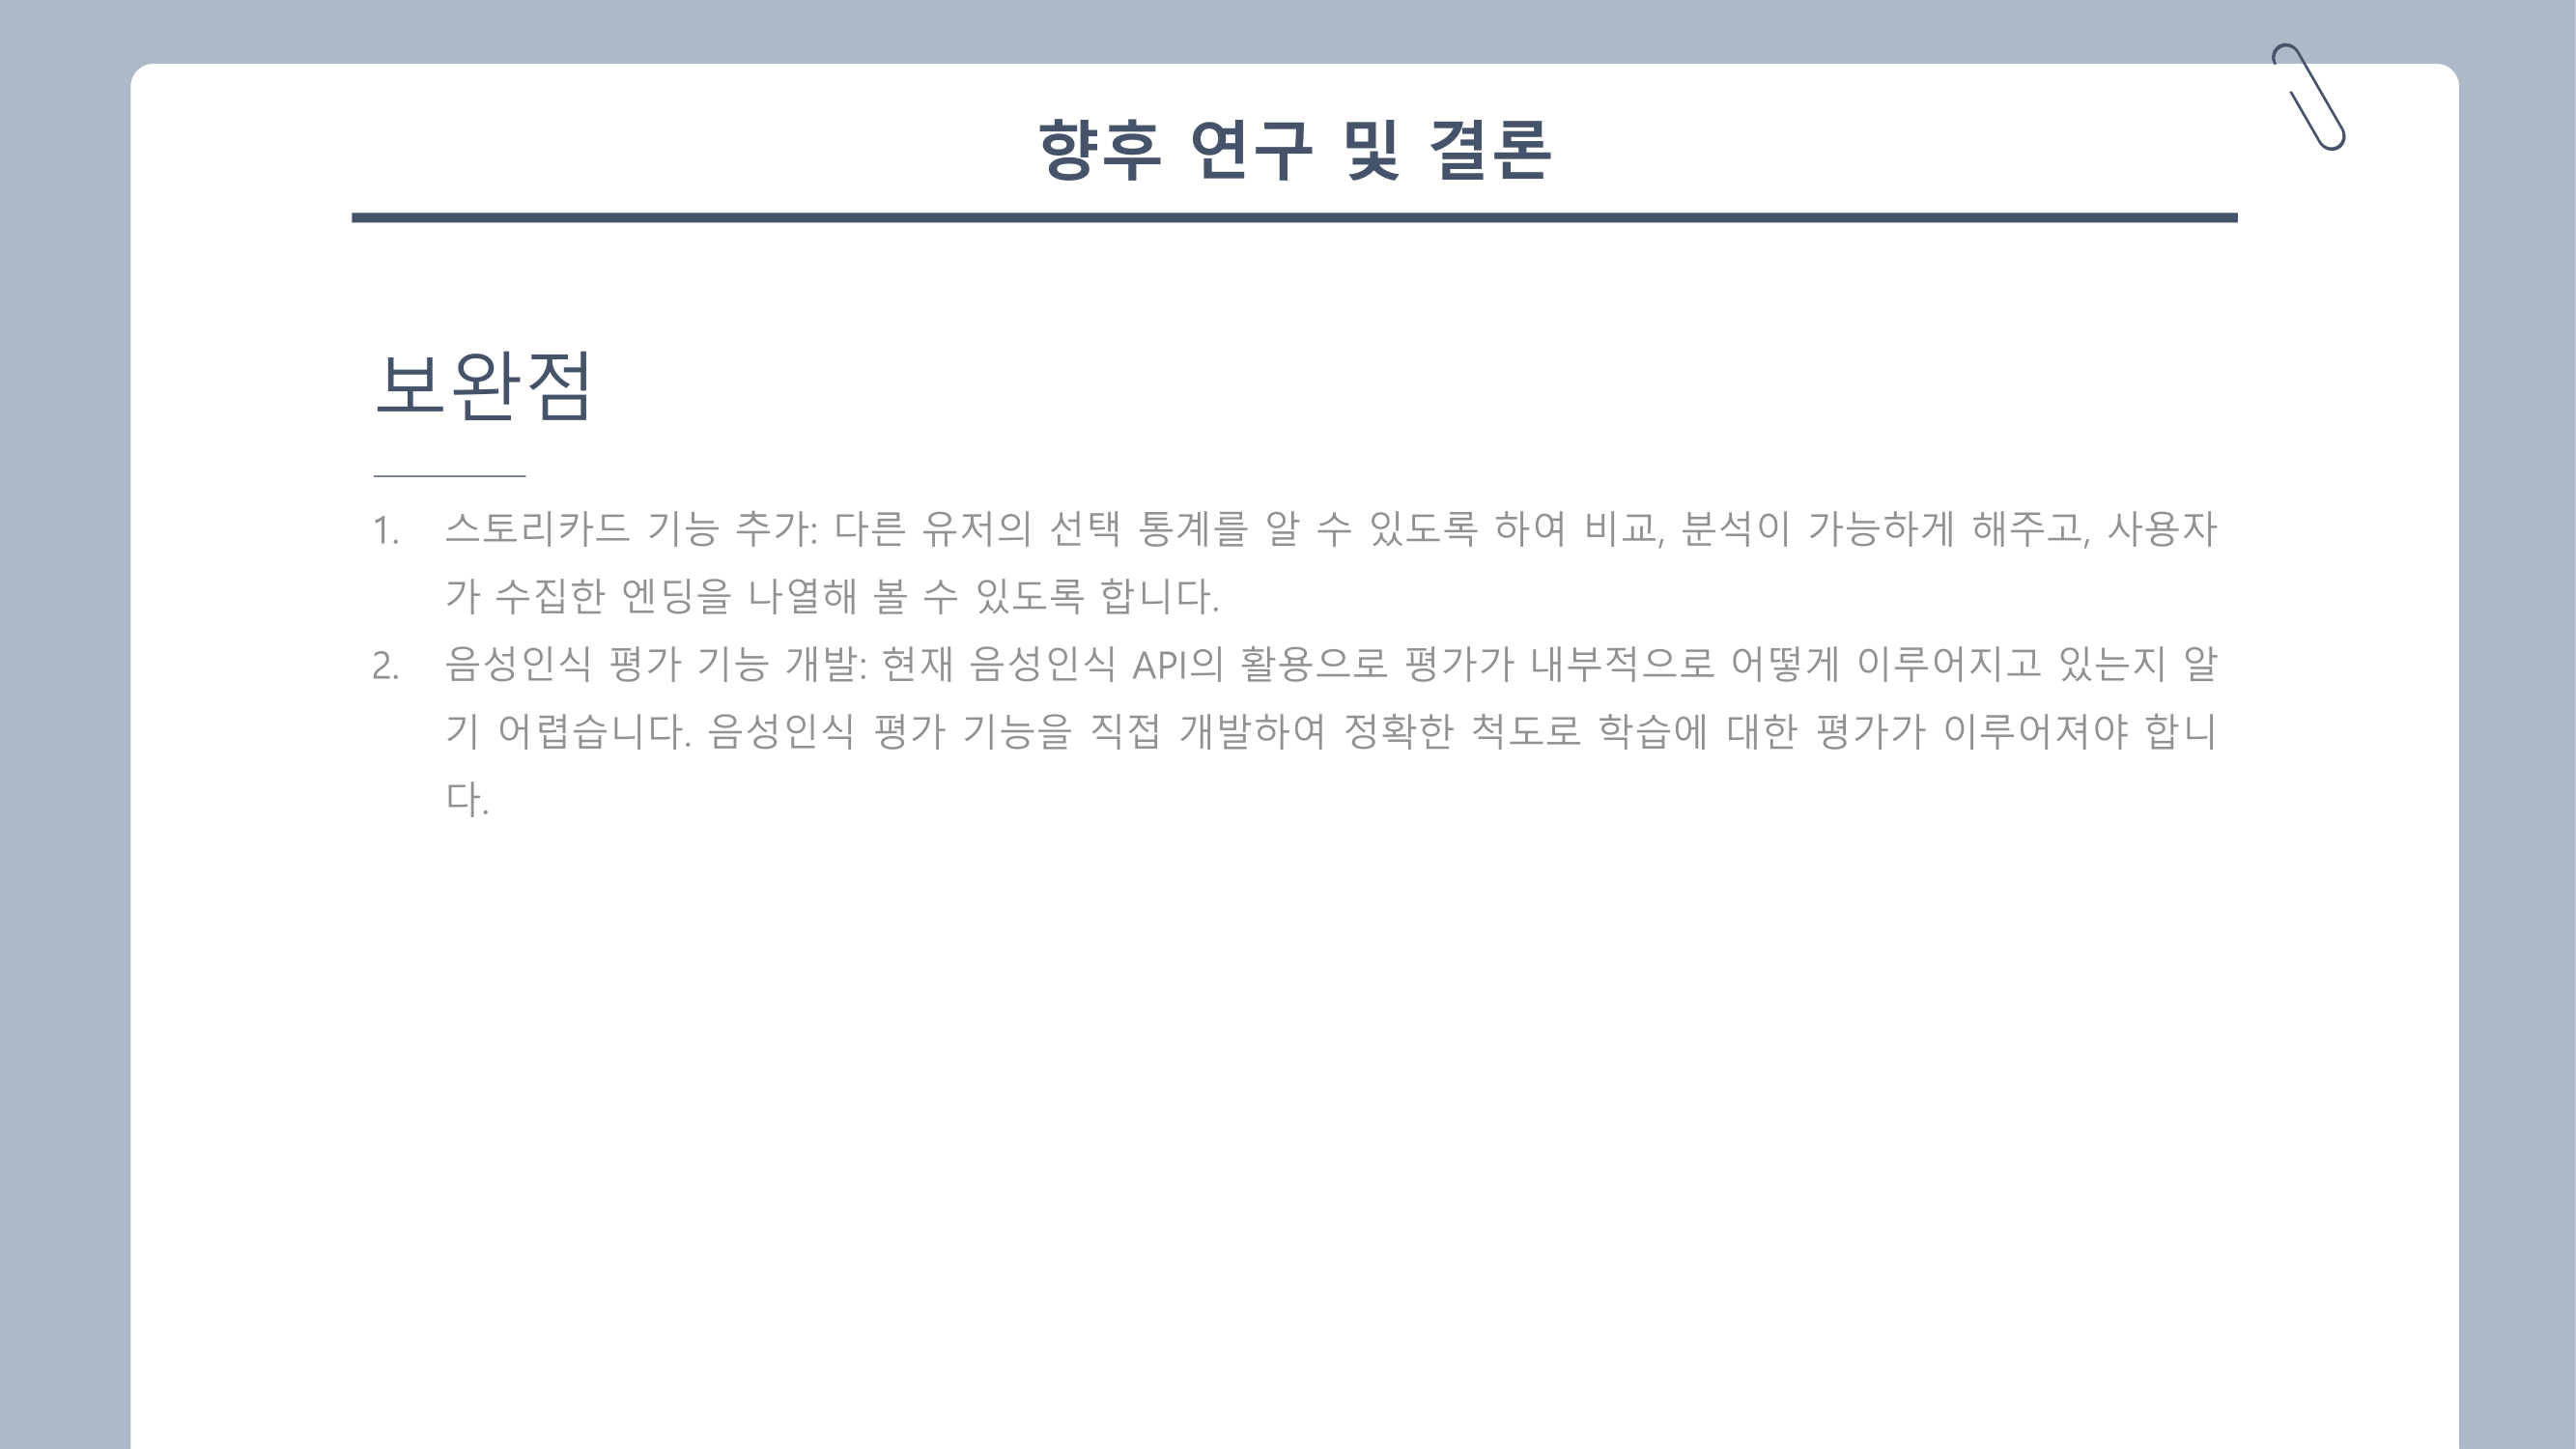 향후 연구 및 결론
보완점
1. 스토리카드 기능 추가: 다른 유저의 선택 통계를 알 수 있도록 하여 비교, 분석이 가능하게 해주고, 사용자
가 수집한 엔딩을 나열해 볼 수 있도록 합니다.
2. 음성인식 평가 기능 개발: 현재 음성인식 API의 활용으로 평가가 내부적으로 어떻게 이루어지고 있는지 알
기 어렵습니다. 음성인식 평가 기능을 직접 개발하여 정확한 척도로 학습에 대한 평가가 이루어져야 합니
다.